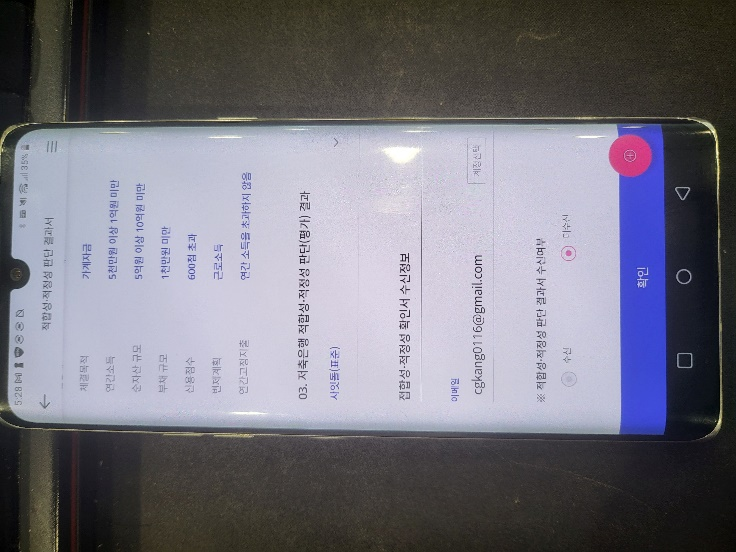 5:28
35%
적합성·적정성 판단 결과서
체결목적 가계자금
연간소득 5천만원 이상 1억원 미만
순자산 규모 5억원 이상 10억원 미만
부채 규모 1천만원 미만
신용점수 600점 초과
변제계획 근로소득
연간고정지출 연간 소득을 초과하지 않음
03. 저축은행 적합성·적정성 판단(평가) 결과
사잇돌(표준)
적합성·적정성 확인서 수신정보
이메일
cgkang0116@gmail.com 계정선택
※ 적합성·적정성 판단 결과서 수신여부
수신 미수신
확인